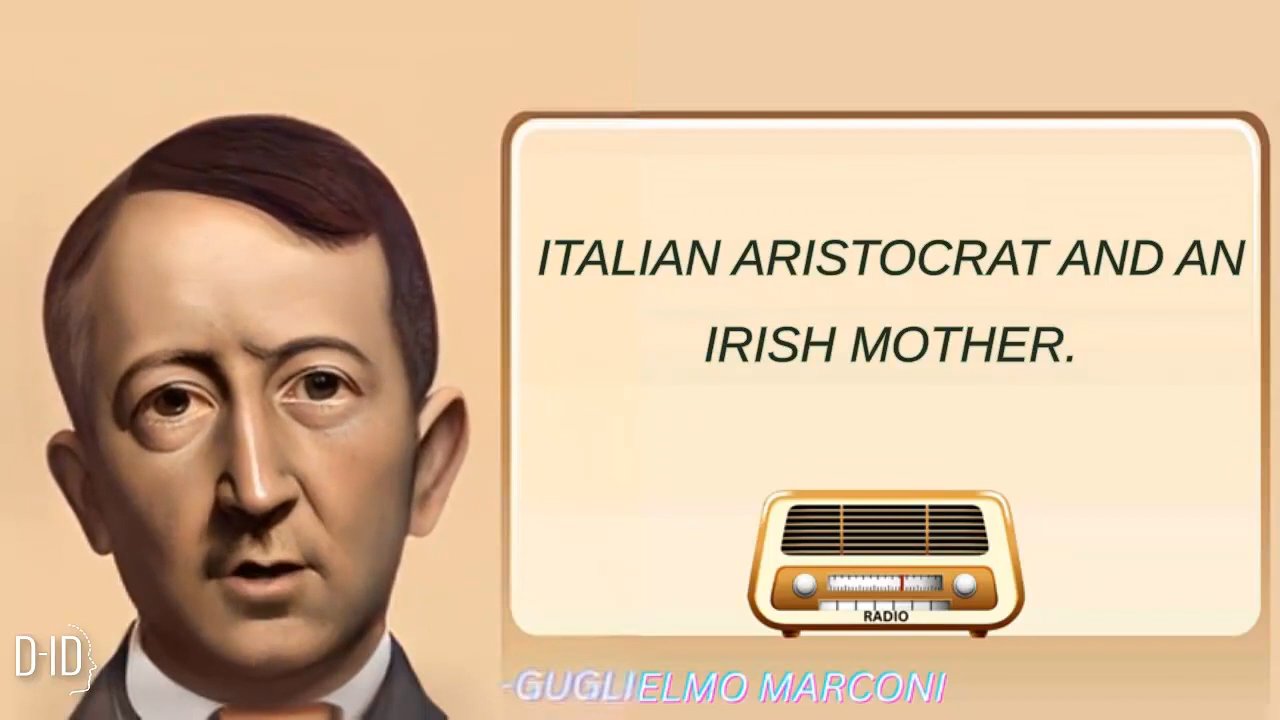 ITALIAN ARISTOCRAT AND AN
IRISH MOTHER.
RADIO
D-ID
-GUGLIELMO MARCONI